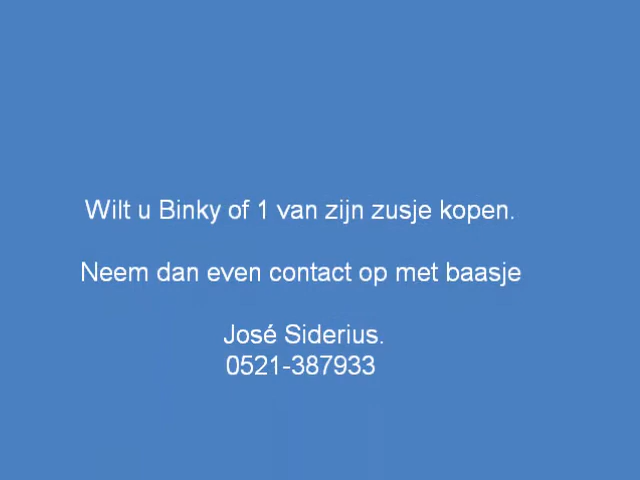 Wilt u Binky of 1 van zijn zusje kopen.
Neem dan even contact op met baasje
José Siderius.
0521-387933